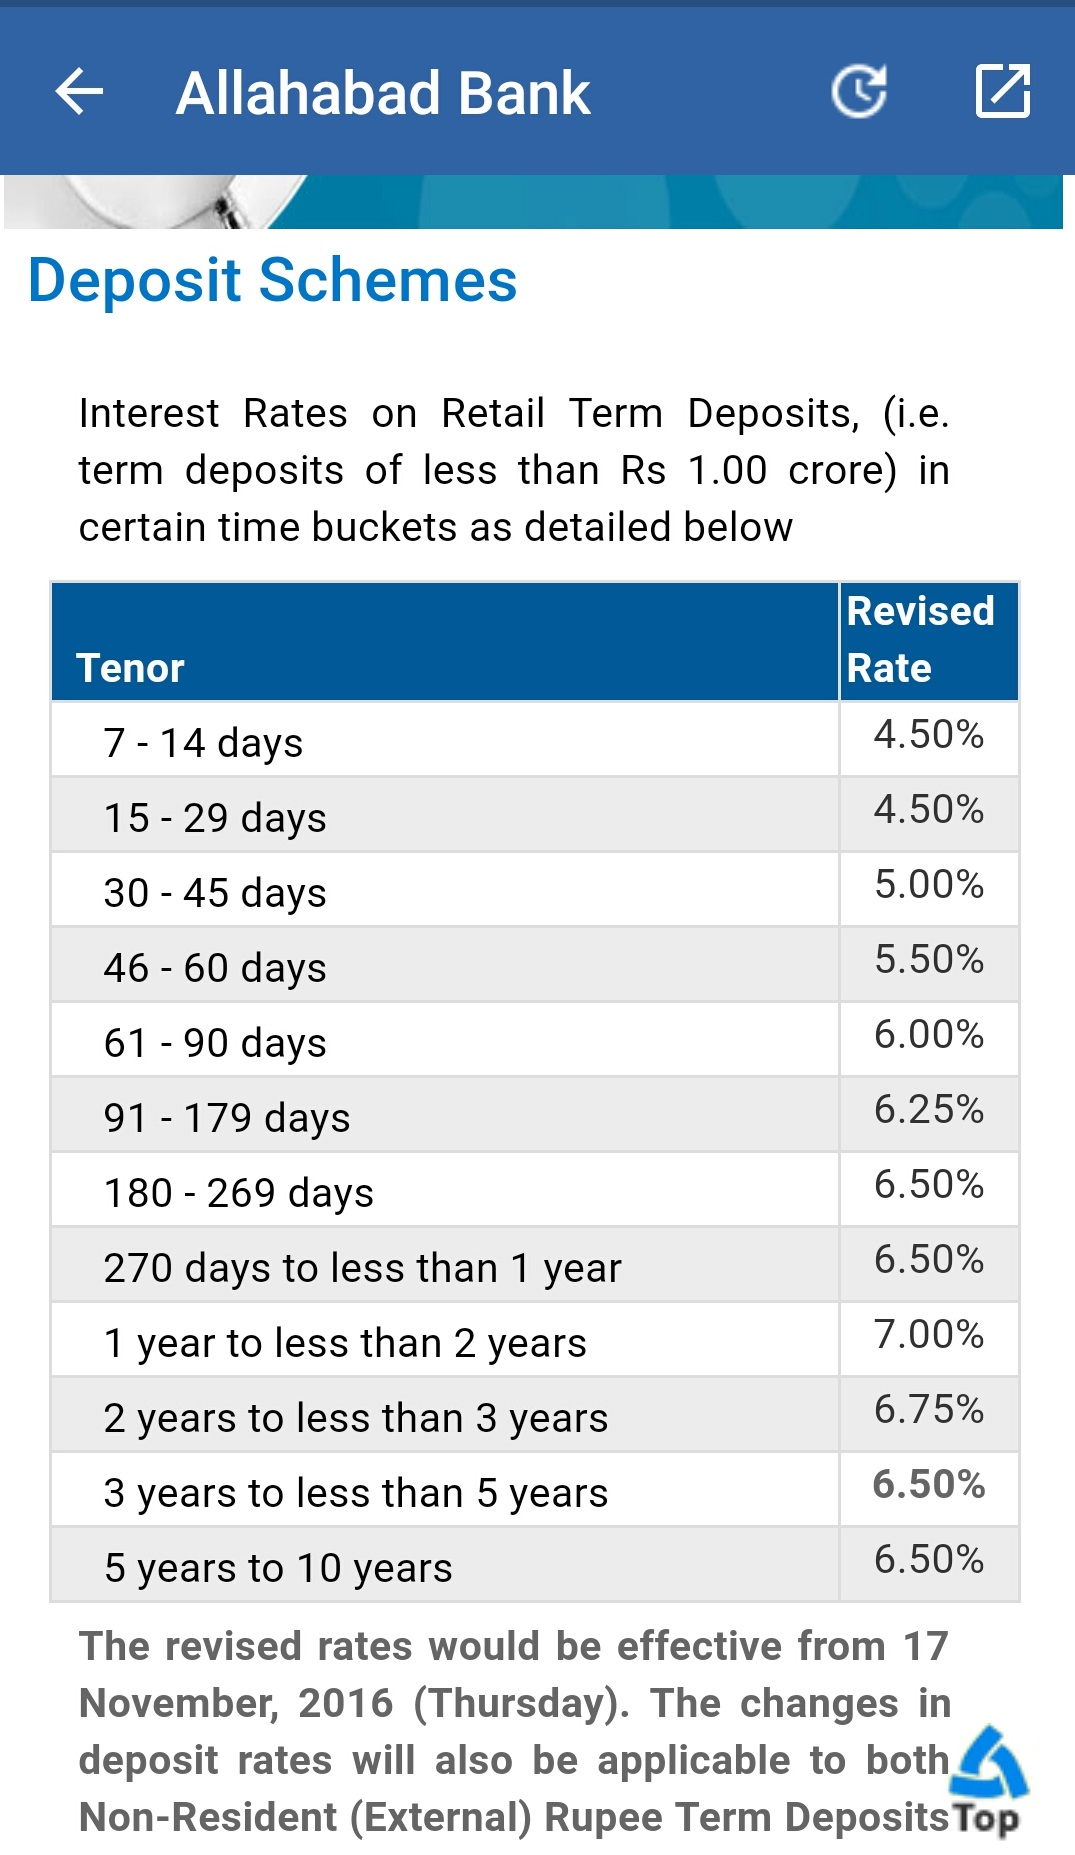 Allahabad Bank
Deposit Schemes
Interest Rates on Retail Term Deposits, (i.e.
term deposits of less than Rs 1.00 crore) in
certain time buckets as detailed below
Tenor Revised Rate
7 - 14 days 4.50%
15 - 29 days 4.50%
30 - 45 days 5.00%
46 - 60 days 5.50%
61 - 90 days 6.00%
91 - 179 days 6.25%
180 - 269 days 6.50%
270 days to less than 1 year 6.50%
1 year to less than 2 years 7.00%
2 years to less than 3 years 6.75%
3 years to less than 5 years 6.50%
5 years to 10 years 6.50%
The revised rates would be effective from 17
November, 2016 (Thursday). The changes in
deposit rates will also be applicable to both
Non-Resident (External) Rupee Term Deposits
Top